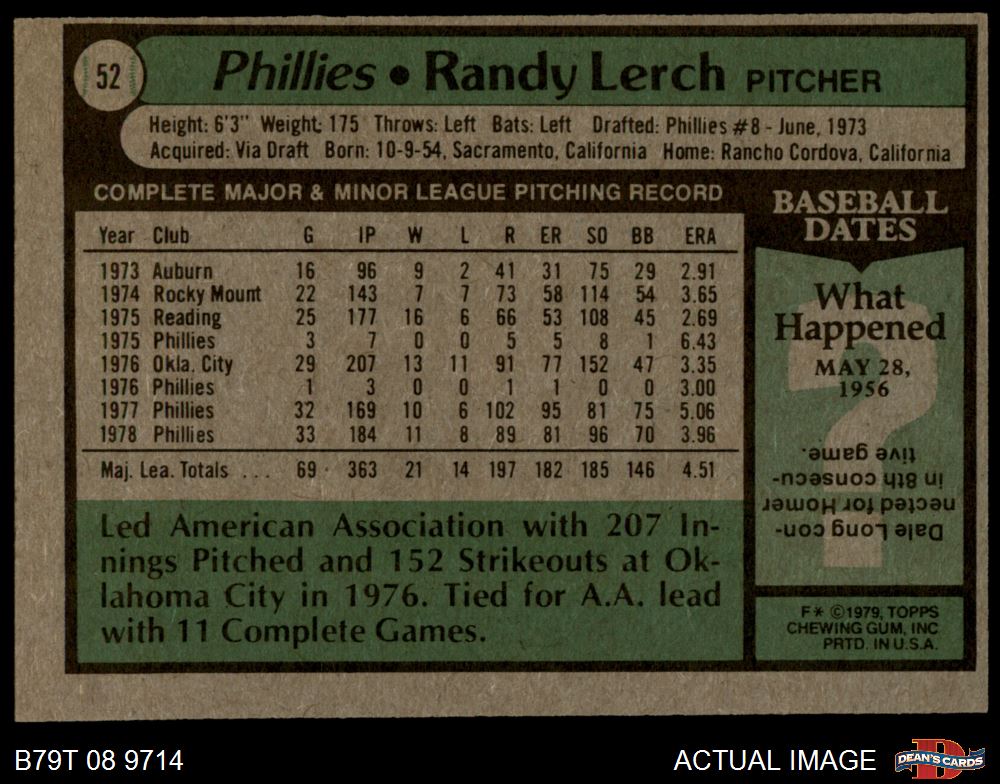 52
Phillies • Randy Lerch PITCHER
Height: 6'3" Weight: 175 Throws: Left Bats: Left Drafted: Phillies #8 - June, 1973
Acquired: Via Draft Born: 10-9-54, Sacramento, California Home: Rancho Cordova, California
COMPLETE MAJOR & MINOR LEAGUE PITCHING RECORD
Year Club G IP W L R ER SO BB ERA
1973 Auburn 16 96 9 2 41 31 75 29 2.91
1974 Rocky Mount 22 143 7 7 73 58 114 54 3.65
1975 Reading 25 177 16 6 66 53 108 45 2.69
1975 Phillies 3 7 0 0 5 5 8 1 6.43
1976 Okla. City 29 207 13 11 91 77 152 47 3.35
1976 Phillies 1 3 0 0 1 1 0 0 3.00
1977 Phillies 32 169 10 6 102 95 81 75 5.06
1978 Phillies 33 184 11 8 89 81 96 70 3.96
Maj. Lea. Totals ... 69 363 21 14 197 182 185 146 4.51
Led American Association with 207 In-
nings Pitched and 152 Strikeouts at Ok-
lahoma City in 1976. Tied for A.A. lead
with 11 Complete Games.
BASEBALL
DATES
What
Happened
MAY 28,
1956
Dale Long con-
nected for Homer
in 8th consecu-
tive game.
F* ©1979, TOPPS
CHEWING GUM, INC
PRTD. IN U.S.A.
B79T 08 9714
ACTUAL IMAGE
DEAN'S CARDS